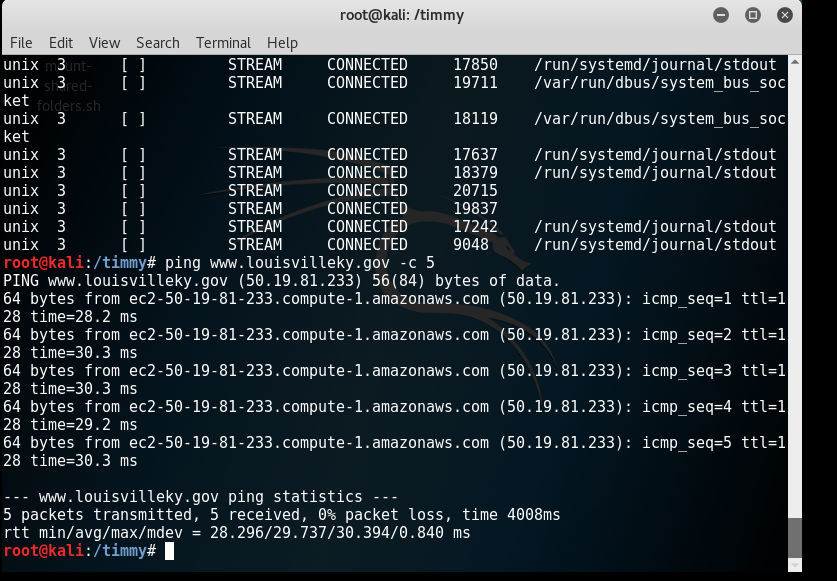 root@kali: /timmy
File Edit View Search Terminal Help
mount-
shared-
folders.sh
unix  3      [ ]         STREAM     CONNECTED     17850    /run/systemd/journal/stdout
unix  3      [ ]         STREAM     CONNECTED     19711    /var/run/dbus/system_bus_soc
ket
unix  3      [ ]         STREAM     CONNECTED     18119    /var/run/dbus/system_bus_soc
ket
unix  3      [ ]         STREAM     CONNECTED     17637    /run/systemd/journal/stdout
unix  3      [ ]         STREAM     CONNECTED     18379    /run/systemd/journal/stdout
unix  3      [ ]         STREAM     CONNECTED     20715
unix  3      [ ]         STREAM     CONNECTED     19837
unix  3      [ ]         STREAM     CONNECTED     17242    /run/systemd/journal/stdout
unix  3      [ ]         STREAM     CONNECTED     9048     /run/systemd/journal/stdout
root@kali:/timmy# ping www.louisvilleky.gov -c 5
PING www.louisvilleky.gov (50.19.81.233) 56(84) bytes of data.
64 bytes from ec2-50-19-81-233.compute-1.amazonaws.com (50.19.81.233): icmp_seq=1 ttl=1
28 time=28.2 ms
64 bytes from ec2-50-19-81-233.compute-1.amazonaws.com (50.19.81.233): icmp_seq=2 ttl=1
28 time=30.3 ms
64 bytes from ec2-50-19-81-233.compute-1.amazonaws.com (50.19.81.233): icmp_seq=3 ttl=1
28 time=30.3 ms
64 bytes from ec2-50-19-81-233.compute-1.amazonaws.com (50.19.81.233): icmp_seq=4 ttl=1
28 time=29.2 ms
64 bytes from ec2-50-19-81-233.compute-1.amazonaws.com (50.19.81.233): icmp_seq=5 ttl=1
28 time=30.3 ms
--- www.louisvilleky.gov ping statistics ---
5 packets transmitted, 5 received, 0% packet loss, time 4008ms
rtt min/avg/max/mdev = 28.296/29.737/30.394/0.840 ms
root@kali:/timmy#